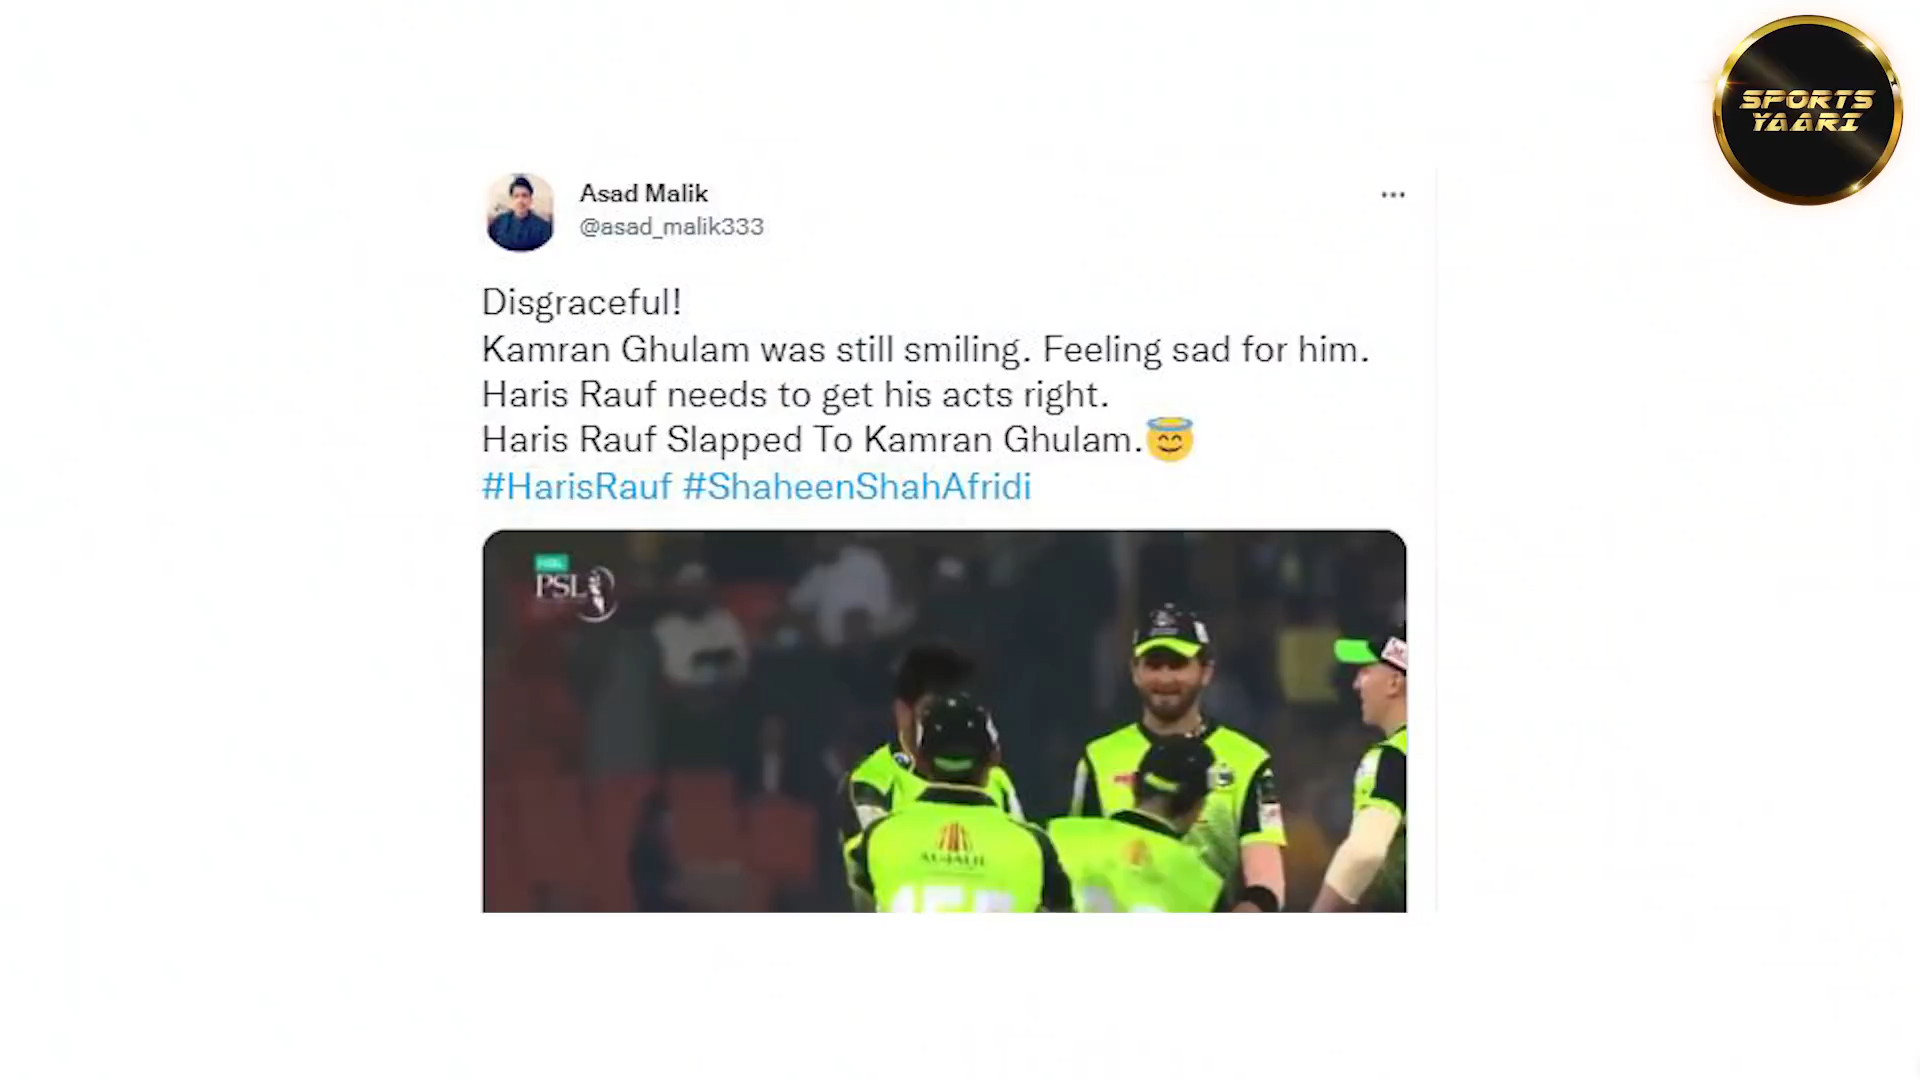 SPORTS
YAARI
Asad Malik
@asad_malik333
Disgraceful!
Kamran Ghulam was still smiling. Feeling sad for him.
Haris Rauf needs to get his acts right.
Haris Rauf Slapped To Kamran Ghulam.😇
#HarisRauf #ShaheenShahAfridi
HBL
PSL